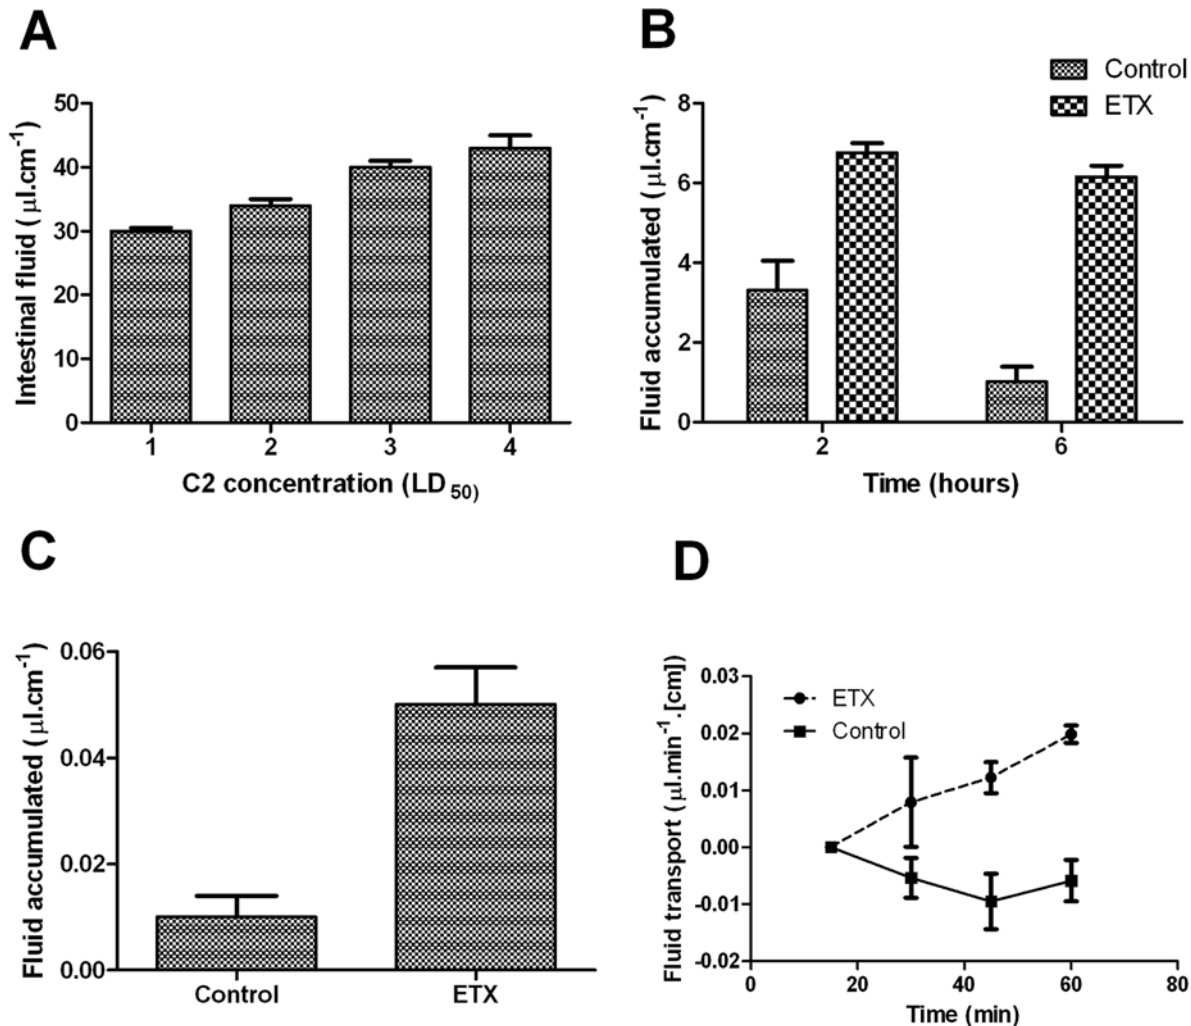 A
Intestinal fluid ( μl.cm-1)
50
40
30
20
10
0
1 2 3 4
C2 concentration (LD 50)
B
Control
ETX
Fluid accumulated ( μl.cm-1)
8
6
4
2
0
2 6
Time (hours)
C
Fluid accumulated ( μl.cm-1)
0.06
0.04
0.02
0.00
Control ETX
D
Fluid transport ( μl.min-1.[cm])
0.03
0.02
0.01
0.00
-0.01
-0.02
ETX
Control
0 20 40 60 80
Time (min)